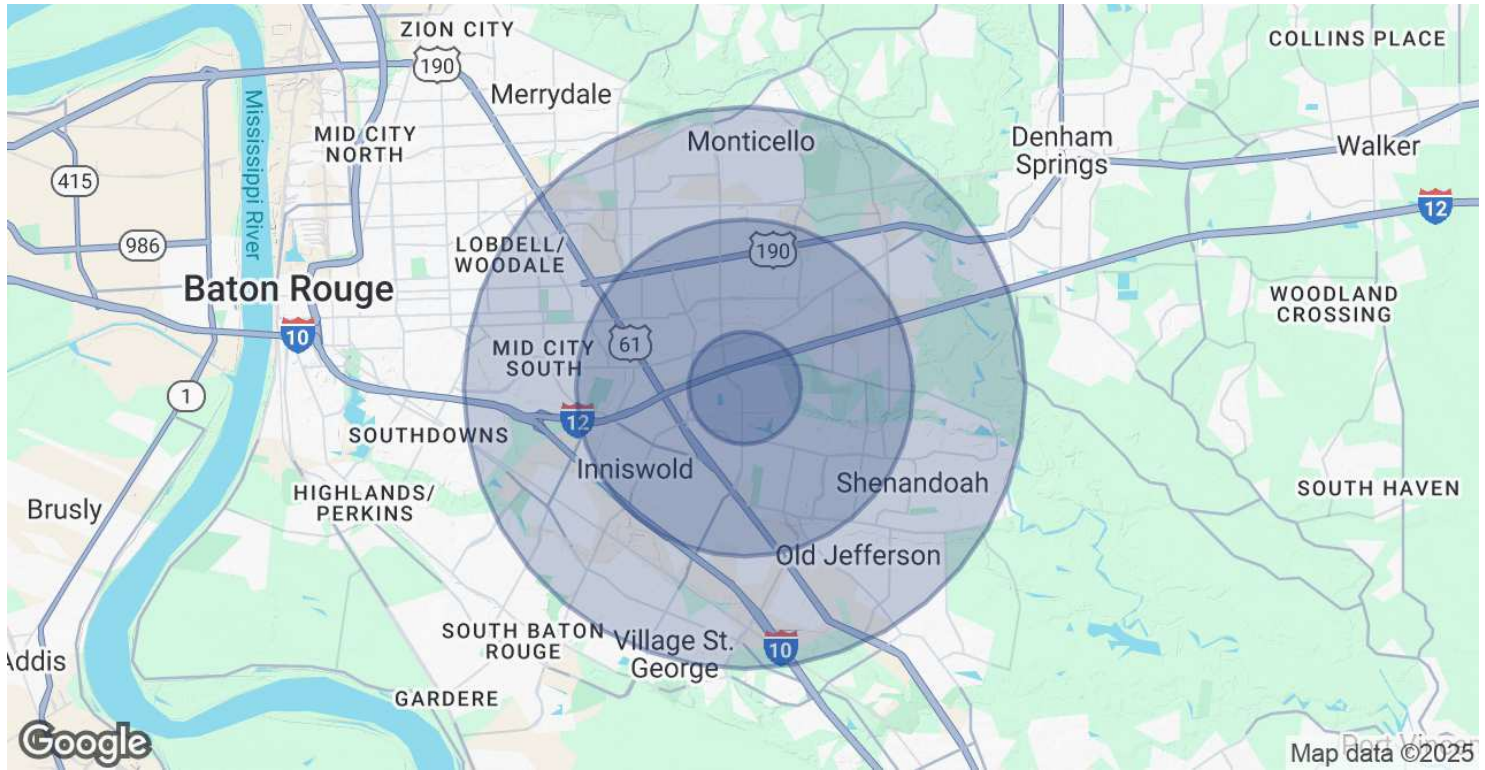 ZION CITY
COLLINS PLACE
190
Merrydale
MID CITY
NORTH
Monticello
Denham
Springs
Walker
415
Mississippi River
12
986
LOBDELL/
WOODALE
190
Baton Rouge
WOODLAND
CROSSING
10
MID CITY
SOUTH
61
1
12
SOUTHDOWNS
Inniswold
Shenandoah
HIGHLANDS/
PERKINS
SOUTH HAVEN
Brusly
Old Jefferson
SOUTH BATON
ROUGE
Village St.
George
10
Addis
GARDERE
Google
Port Vincen
Map data ©2025